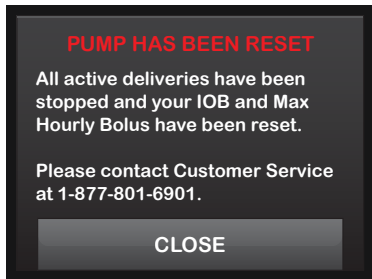 PUMP HAS BEEN RESET
All active deliveries have been
stopped and your IOB and Max
Hourly Bolus have been reset.
Please contact Customer Service
at 1-877-801-6901.
CLOSE